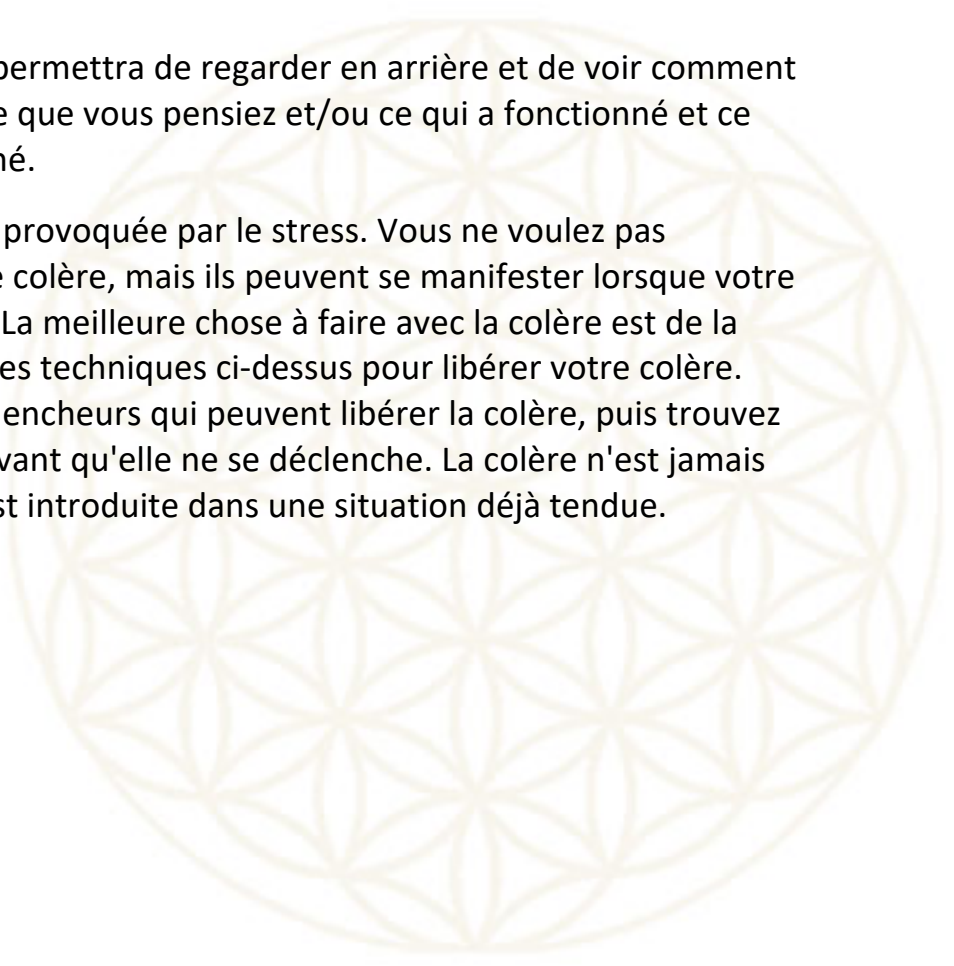 permettra de regarder en arrière et de voir comment
e que vous pensiez et/ou ce qui a fonctionné et ce
né.
provoquée par le stress. Vous ne voulez pas
e colère, mais ils peuvent se manifester lorsque votre
La meilleure chose à faire avec la colère est de la
es techniques ci-dessus pour libérer votre colère.
encheurs qui peuvent libérer la colère, puis trouvez
vant qu'elle ne se déclenche. La colère n'est jamais
st introduite dans une situation déjà tendue.